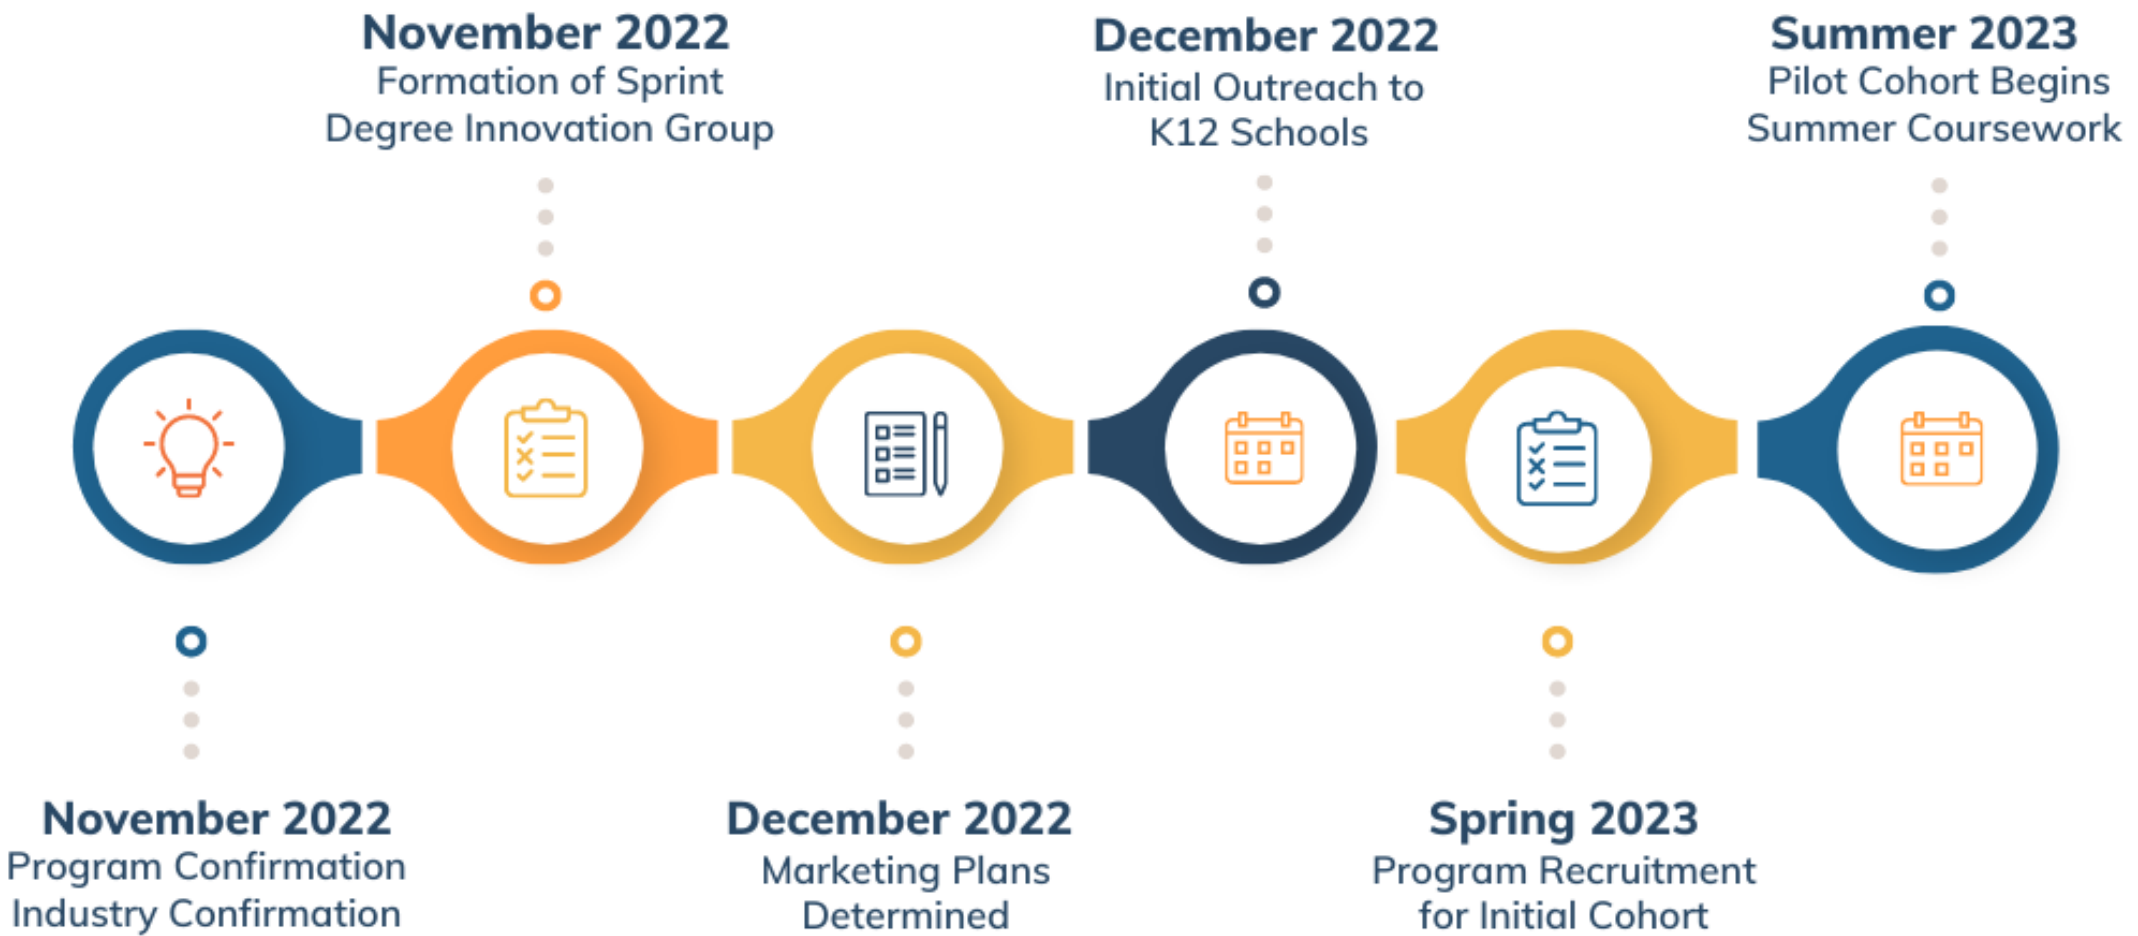 November 2022
Formation of Sprint
Degree Innovation Group
December 2022
Initial Outreach to
K12 Schools
Summer 2023
Pilot Cohort Begins
Summer Coursework
November 2022
Program Confirmation
Industry Confirmation
December 2022
Marketing Plans
Determined
Spring 2023
Program Recruitment
for Initial Cohort